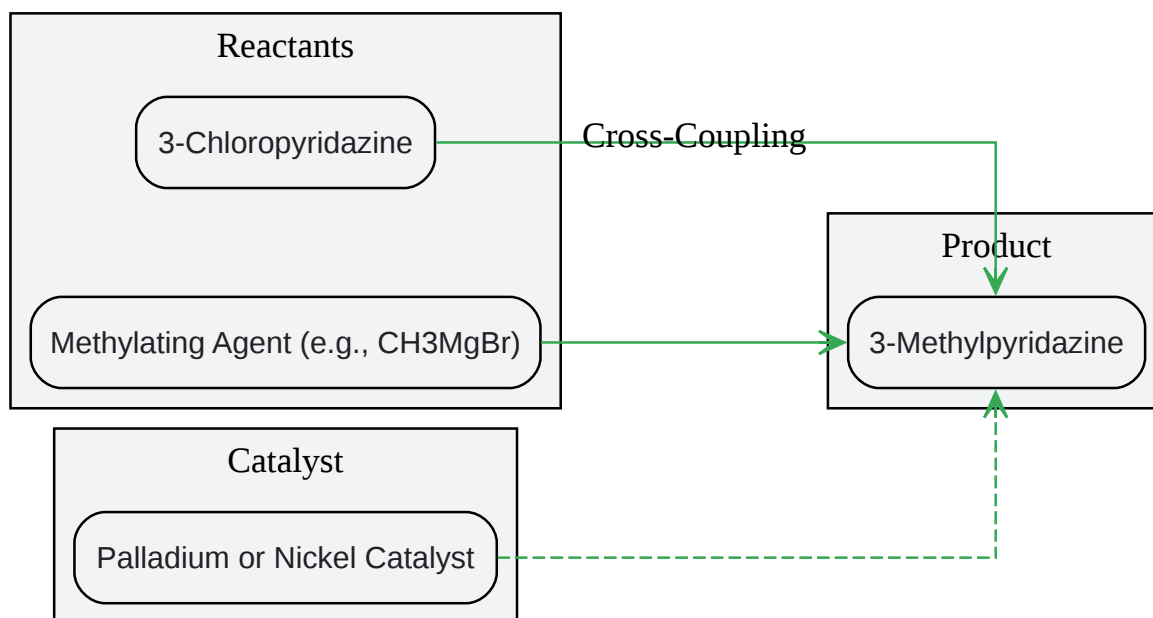 Reactants
3-Chloropyridazine
Cross-Coupling
Product
Methylating Agent (e.g., CH3MgBr)
3-Methylpyridazine
Catalyst
Palladium or Nickel Catalyst